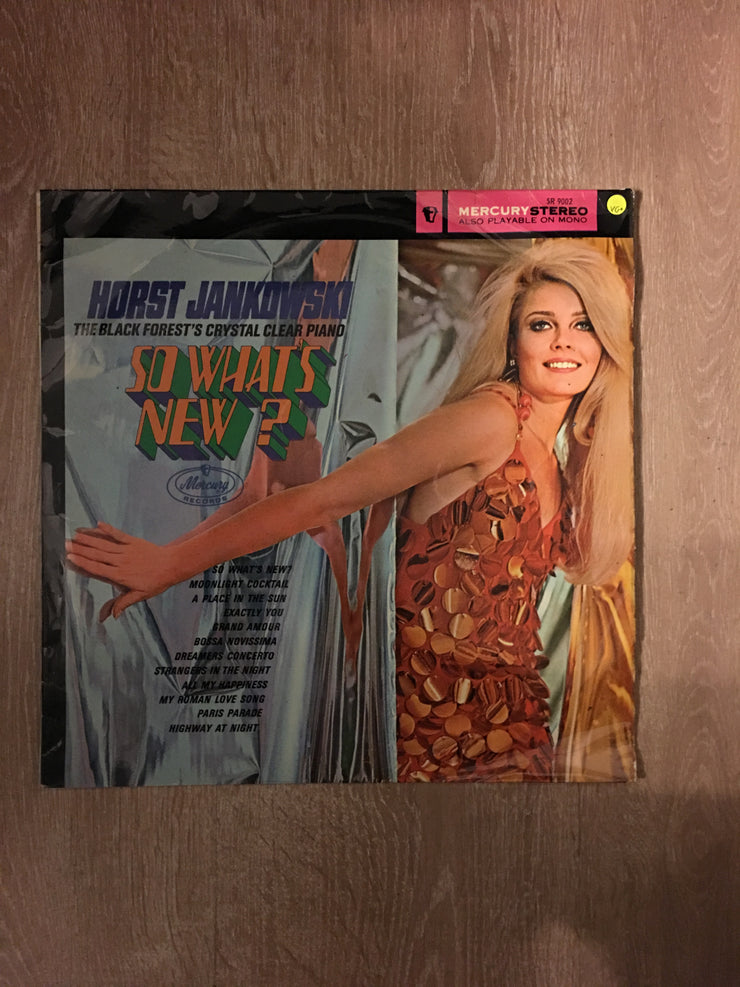 SR 9002
MERCURY STEREO
ALSO PLAYABLE ON MONO
VG+
HORST JANKOWSKI
THE BLACK FOREST'S CRYSTAL CLEAR PIANO
SO WHAT'S
NEW?
Mercury
RECORDS
SO WHAT'S NEW?
MOONLIGHT COCKTAIL
A PLACE IN THE SUN
EXACTLY YOU
GRAND AMOUR
BOSSA NOVISSIMA
DREAMERS CONCERTO
STRANGERS IN THE NIGHT
ALL MY HAPPINESS
MY ROMAN LOVE SONG
PARIS PARADE
HIGHWAY AT NIGHT